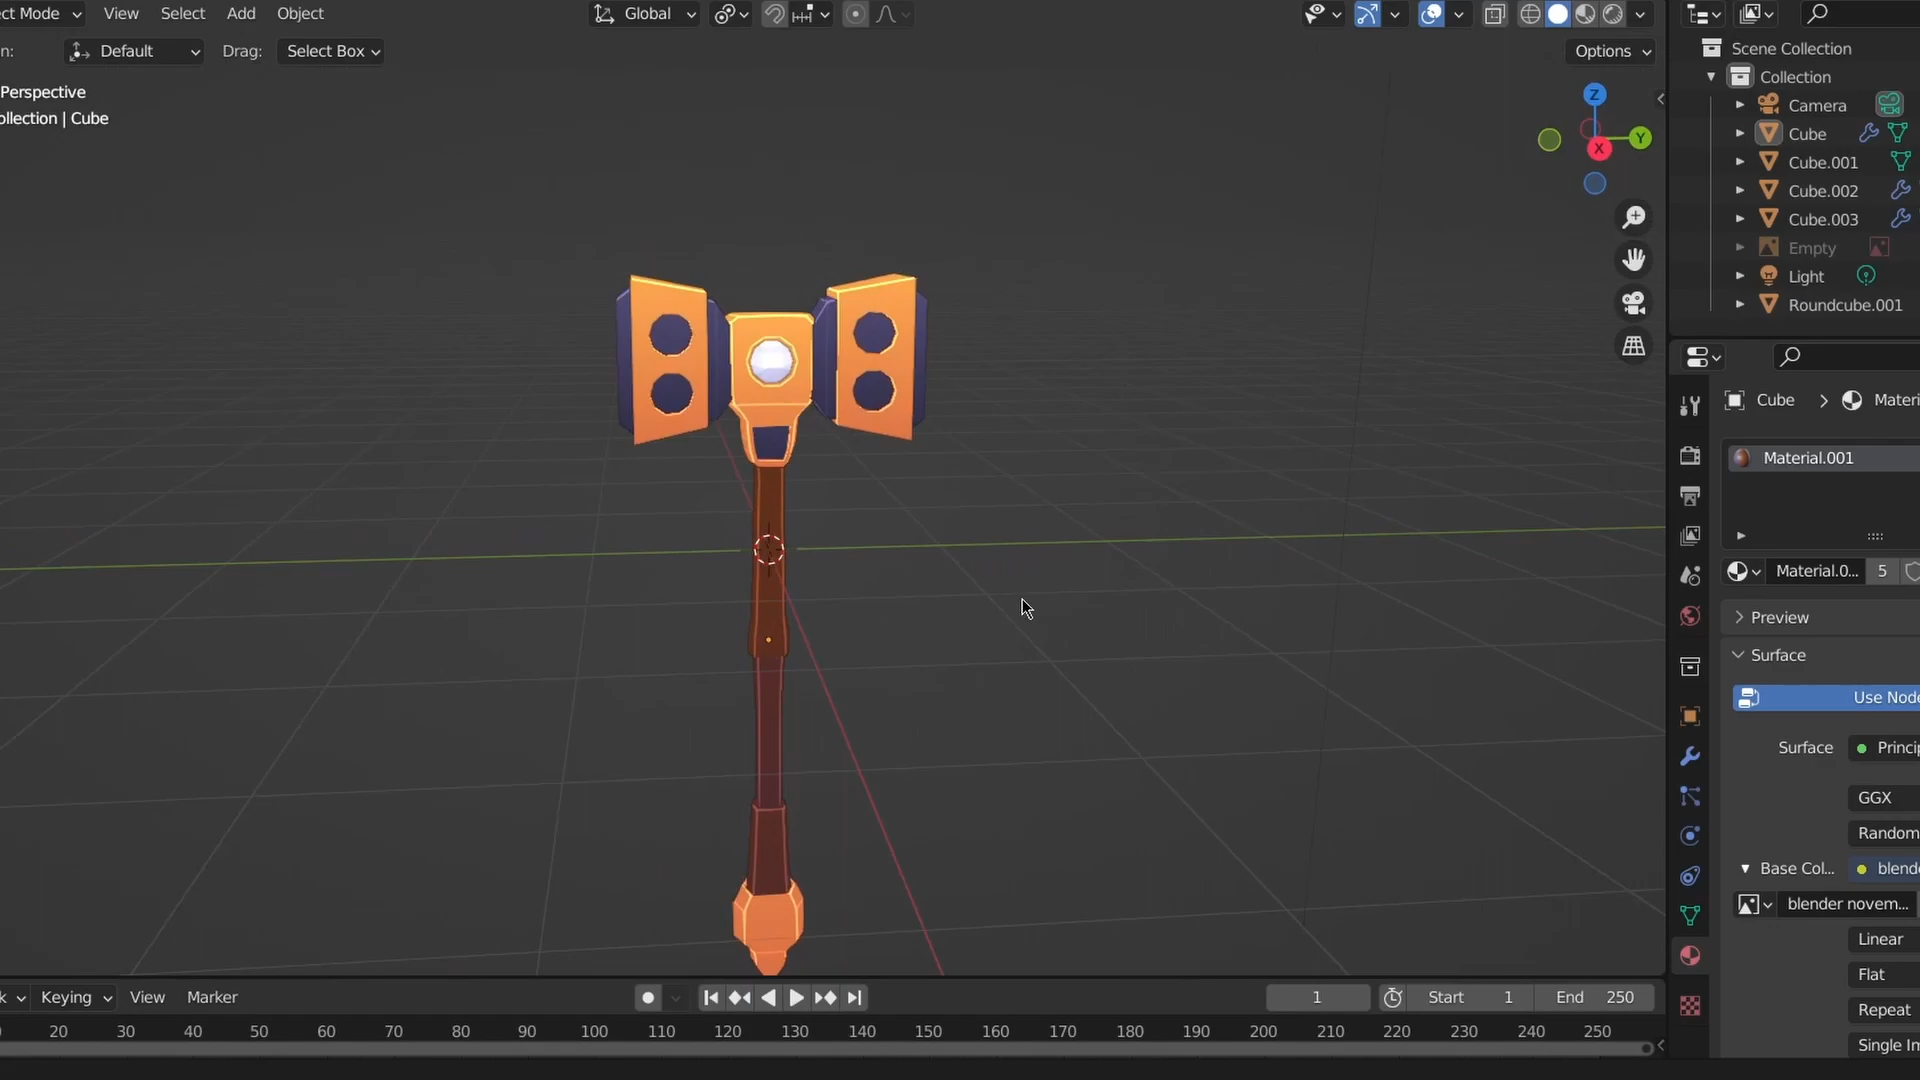 ct Mode
View
Select
Add
Object
Global
n:
Default
Drag:
Select Box
Options
Perspective
ollection | Cube
Z
Y
X
Scene Collection
Collection
Camera
Cube
Cube.001
Cube.002
Cube.003
Empty
Light
Roundcube.001
Cube > Materi
Material.001
Material.0... 5
Preview
Surface
Use Node
Surface Princip
GGX
Random
Base Col... blende
blender novem...
Linear
Flat
Repeat
Single Im
k
Keying
View
Marker
1
Start 1
End 250
20 30 40 50 60 70 80 90 100 110 120 130 140 150 160 170 180 190 200 210 220 230 240 250